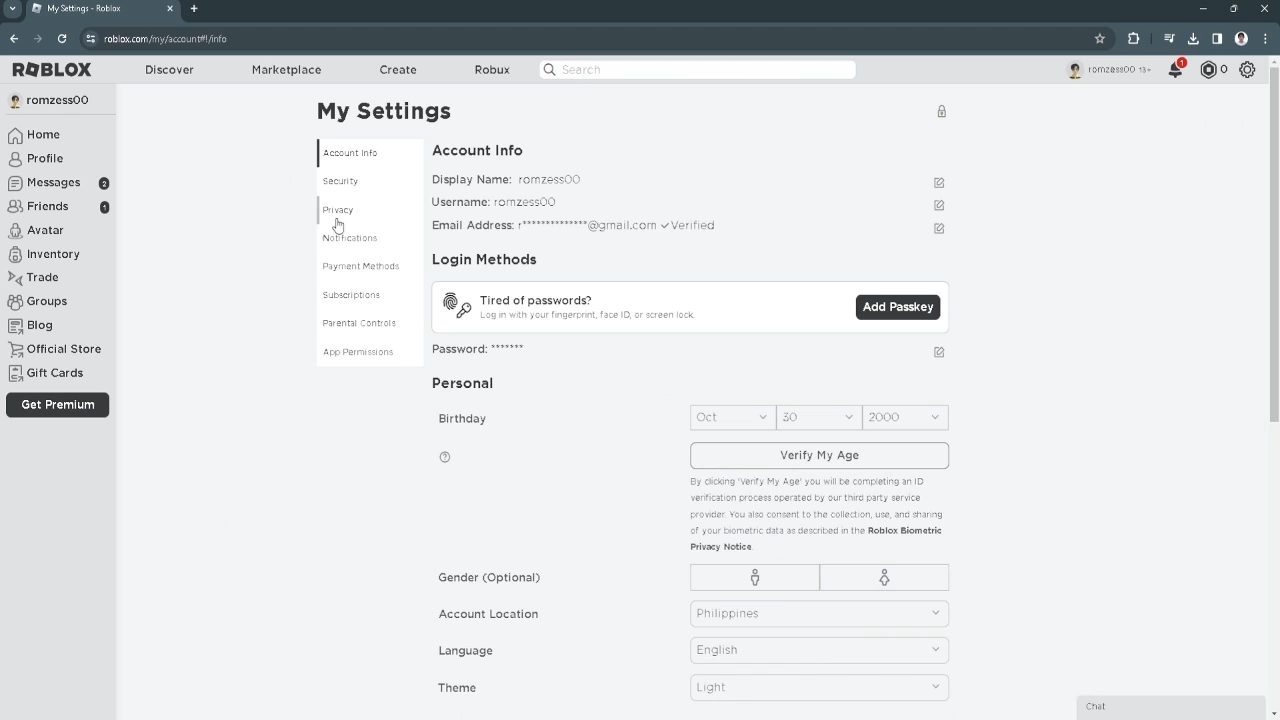 My Settings - Roblox
roblox.com/my/account#!/info
ROBLOX
Discover
Marketplace
Create
Robux
Search
romzess00 13+
1
0
romzess00
Home
Profile
Messages 2
Friends 1
Avatar
Inventory
Trade
Groups
Blog
Official Store
Gift Cards
Get Premium
My Settings
Account Info
Security
Privacy
Notifications
Payment Methods
Subscriptions
Parental Controls
App Permissions
Account Info
Display Name: romzess00
Username: romzess00
Email Address: r**************@gmail.com ✓ Verified
Login Methods
Tired of passwords?
Log in with your fingerprint, face ID, or screen lock.
Add Passkey
Password: *******
Personal
Birthday
Oct
30
2000
Verify My Age
By clicking 'Verify My Age' you will be completing an ID
verification process operated by our third party service
provider. You also consent to the collection, use, and sharing
of your biometric data as described in the Roblox Biometric
Privacy Notice.
Gender (Optional)
Account Location
Philippines
Language
English
Theme
Light
Chat